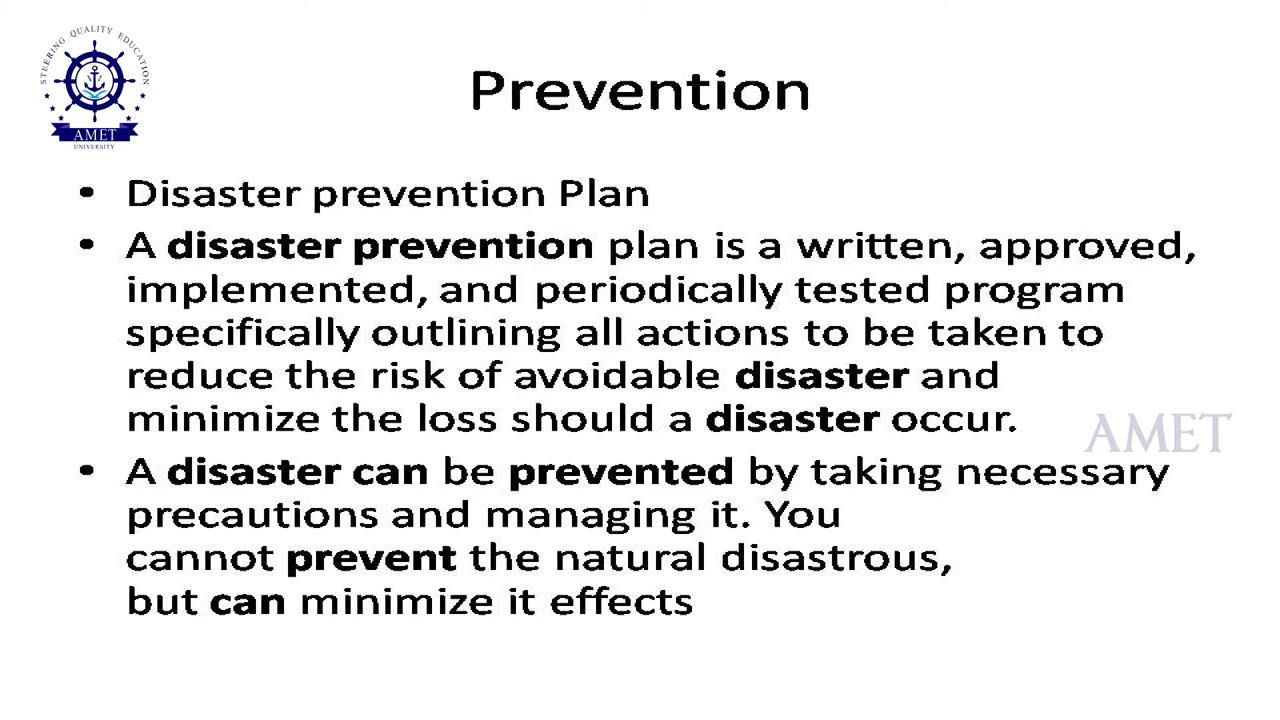 STEERING QUALITY EDUCATION
AMET
UNIVERSITY
Prevention
• Disaster prevention Plan
• A disaster prevention plan is a written, approved,
implemented, and periodically tested program
specifically outlining all actions to be taken to
reduce the risk of avoidable disaster and
minimize the loss should a disaster occur.
AMET
• A disaster can be prevented by taking necessary
precautions and managing it. You
cannot prevent the natural disastrous,
but can minimize it effects